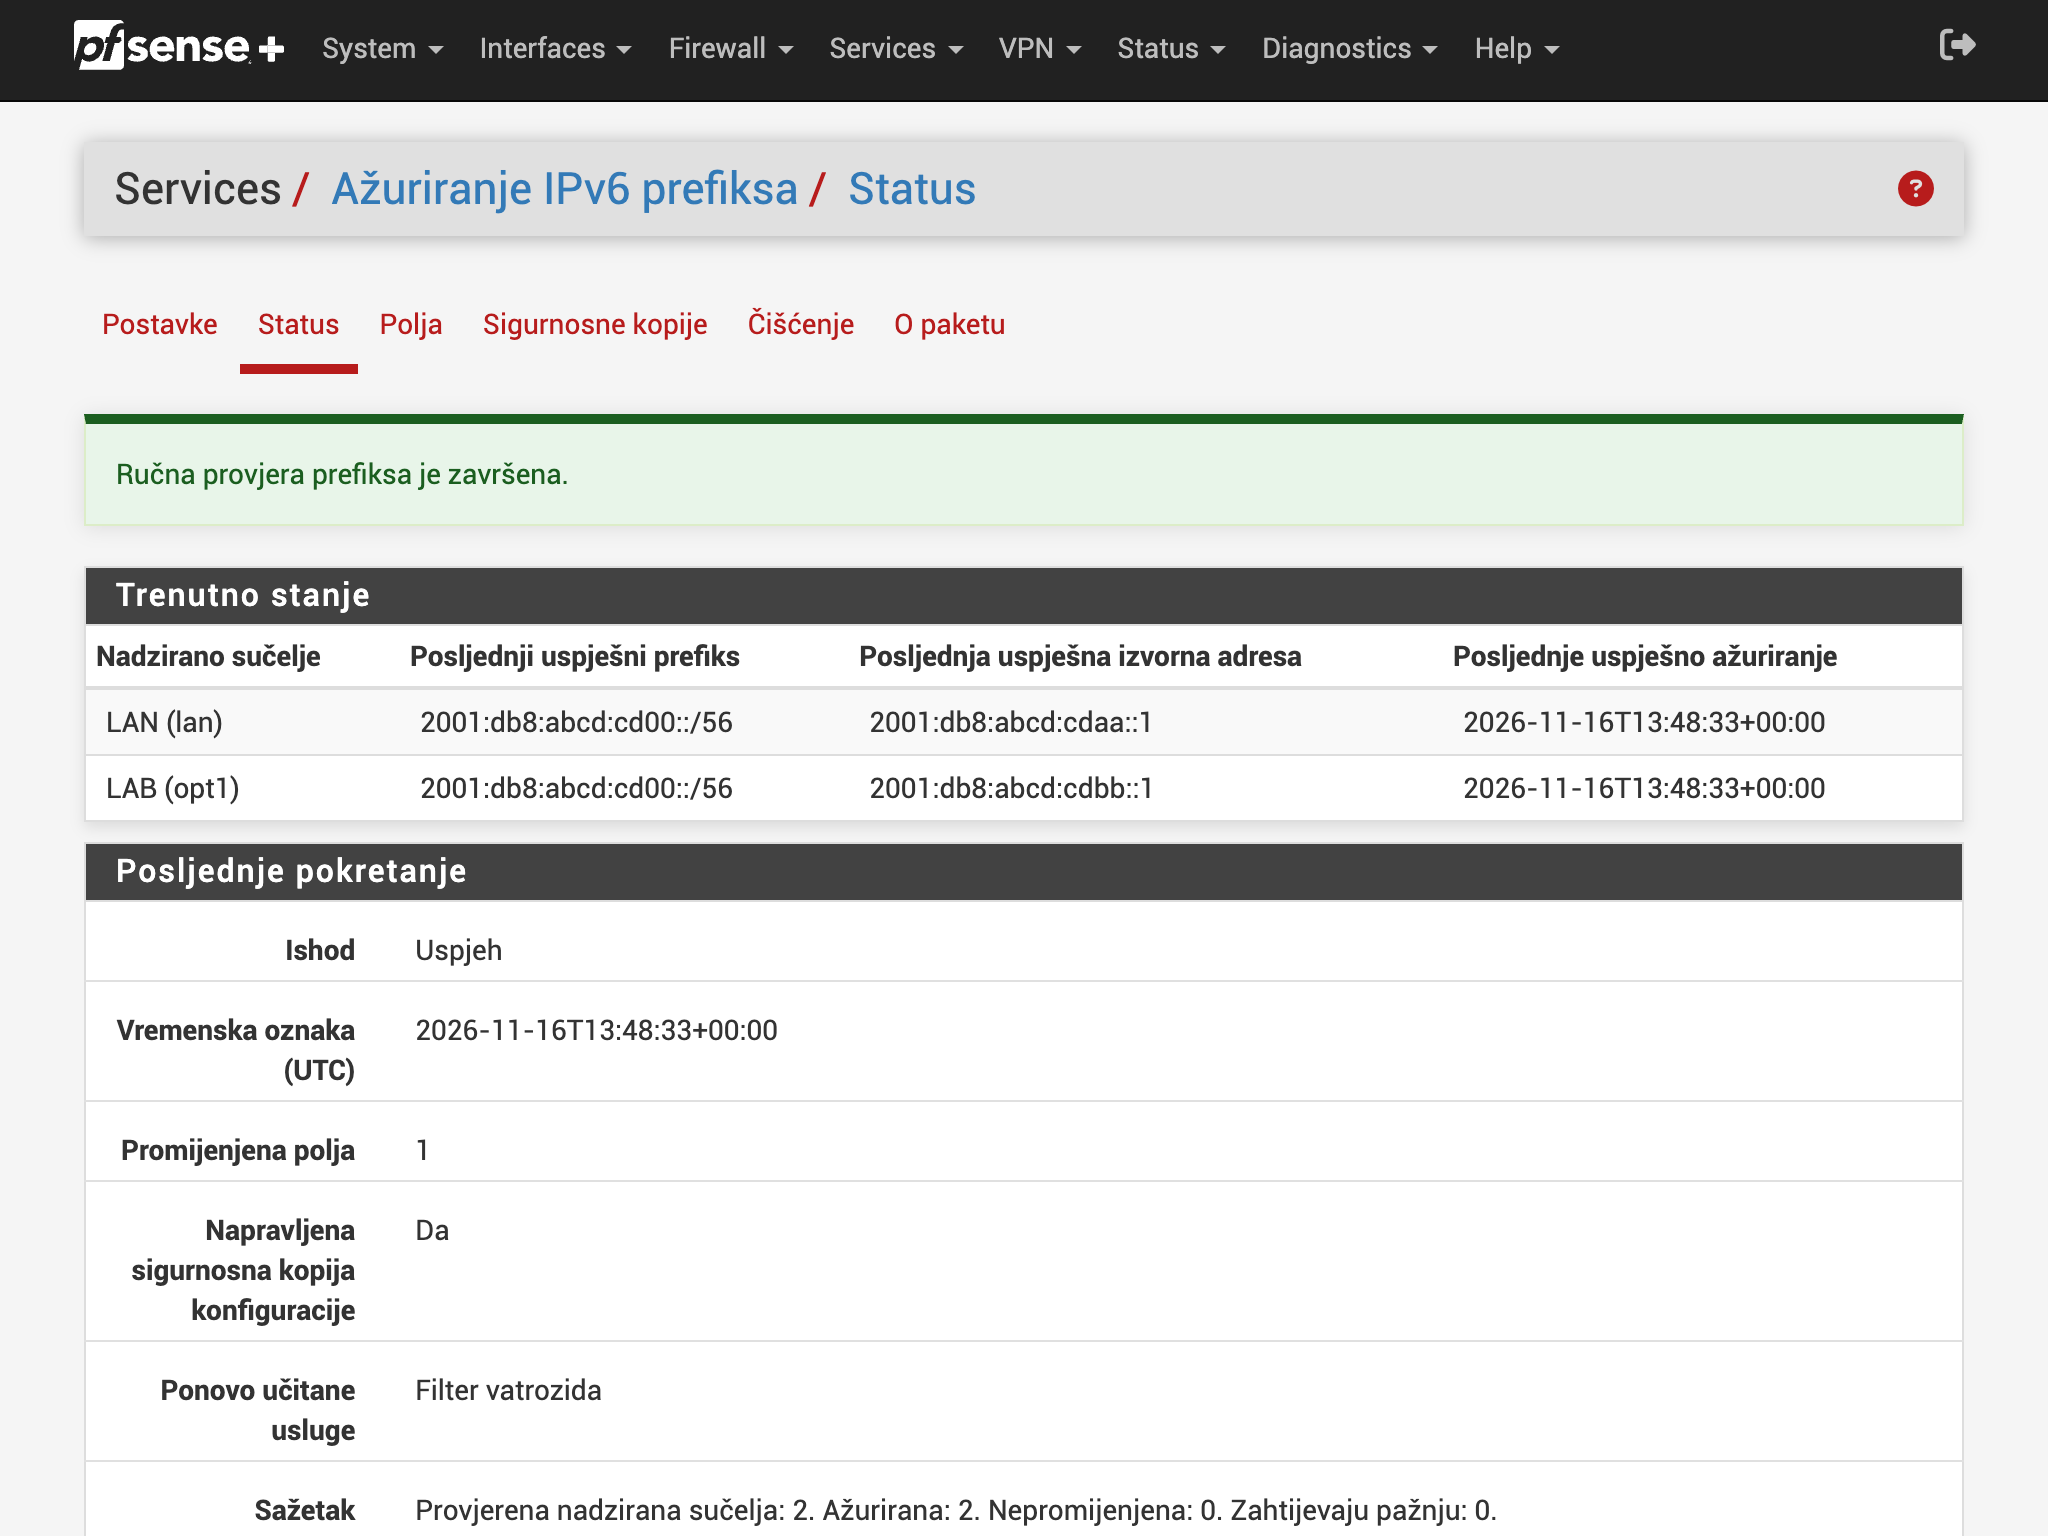 pfsense+ System Interfaces Firewall Services VPN Status Diagnostics Help
Services / Ažuriranje IPv6 prefiksa / Status ?
Postavke Status Polja Sigurnosne kopije Čišćenje O paketu
Ručna provjera prefiksa je završena.
Trenutno stanje
Nadzirano sučelje Posljednji uspješni prefiks Posljednja uspješna izvorna adresa Posljednje uspješno ažuriranje
LAN (lan) 2001:db8:abcd:cd00::/56 2001:db8:abcd:cdaa::1 2026-11-16T13:48:33+00:00
LAB (opt1) 2001:db8:abcd:cd00::/56 2001:db8:abcd:cdbb::1 2026-11-16T13:48:33+00:00
Posljednje pokretanje
Ishod Uspjeh
Vremenska oznaka 2026-11-16T13:48:33+00:00
(UTC)
Promijenjena polja 1
Napravljena Da
sigurnosna kopija
konfiguracije
Ponovo učitane Filter vatrozida
usluge
Sažetak Provjerena nadzirana sučelja: 2. Ažurirana: 2. Nepromijenjena: 0. Zahtijevaju pažnju: 0.